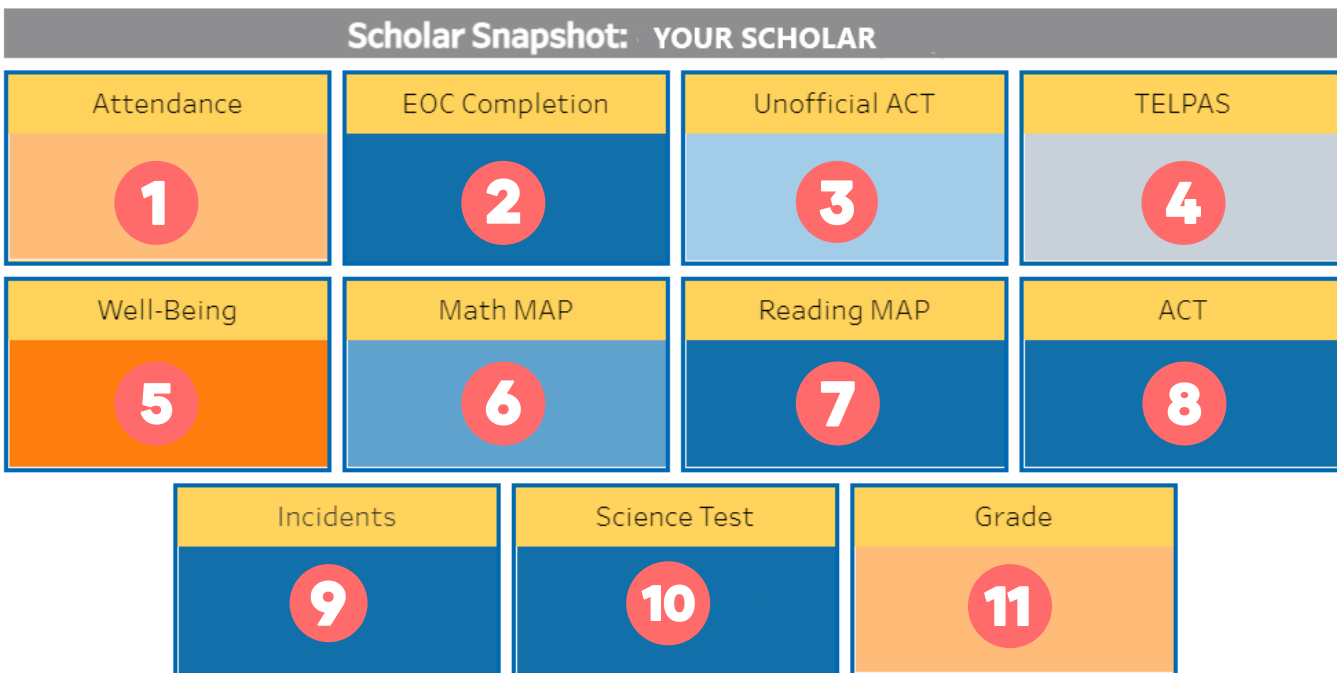 Scholar Snapshot: YOUR SCHOLAR
Attendance
EOC Completion
Unofficial ACT
TELPAS
1
2
3
4
Well-Being
Math MAP
Reading MAP
ACT
5
6
7
8
Incidents
Science Test
Grade
9
10
11